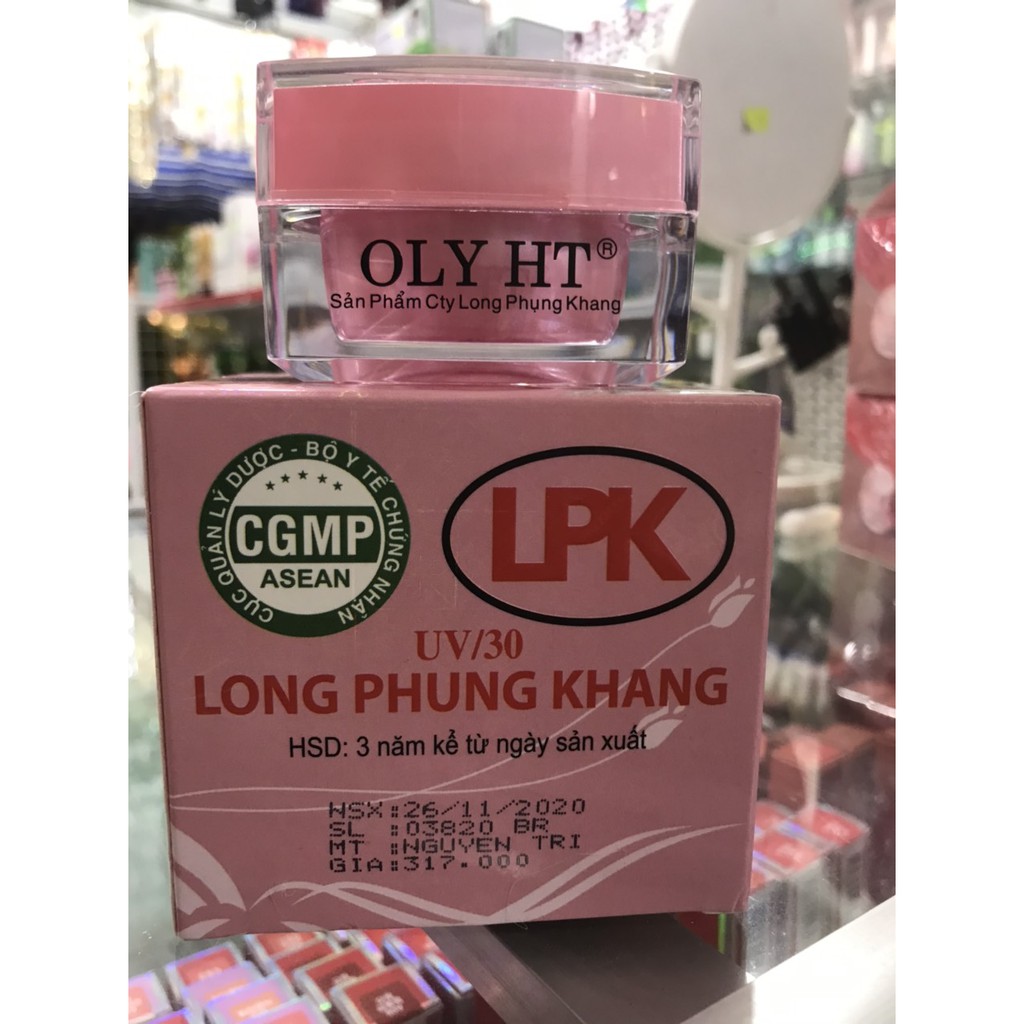 OLY HT®
Sản Phẩm Cty Long Phụng Khang
CỤC QUẢN LÝ DƯỢC - BỘ Y TẾ CHỨNG NHẬN
CGMP
ASEAN
LPK
UV/30
LONG PHUNG KHANG
HSD: 3 năm kể từ ngày sản xuất
NSX:26/11/2020
SL :03820 BR
MT :NGUYEN TRI
GIA:317.000